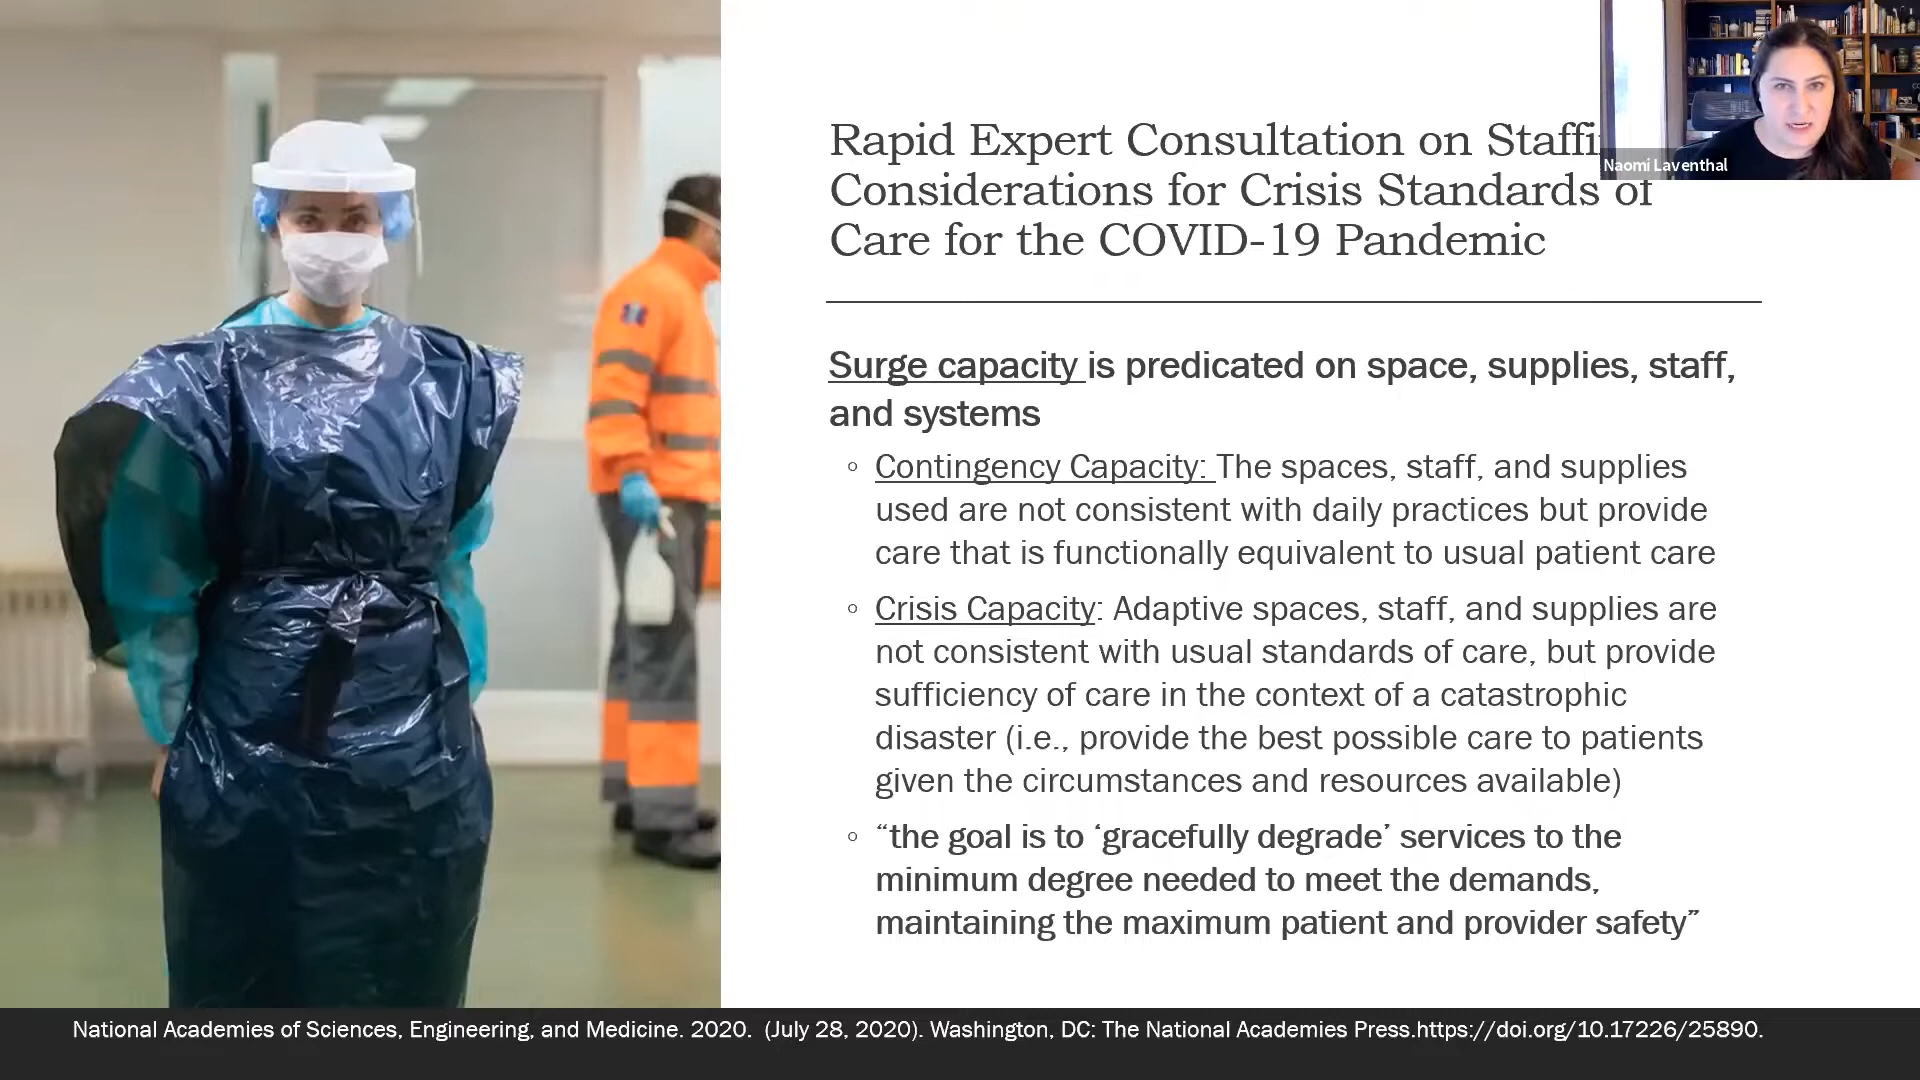 Rapid Expert Consultation on Staffi
Considerations for Crisis Standards of
Care for the COVID-19 Pandemic
Naomi Laventhal
Surge capacity is predicated on space, supplies, staff,
and systems
◦ Contingency Capacity: The spaces, staff, and supplies
used are not consistent with daily practices but provide
care that is functionally equivalent to usual patient care
◦ Crisis Capacity: Adaptive spaces, staff, and supplies are
not consistent with usual standards of care, but provide
sufficiency of care in the context of a catastrophic
disaster (i.e., provide the best possible care to patients
given the circumstances and resources available)
◦ “the goal is to ‘gracefully degrade’ services to the
minimum degree needed to meet the demands,
maintaining the maximum patient and provider safety”
National Academies of Sciences, Engineering, and Medicine. 2020. (July 28, 2020). Washington, DC: The National Academies Press.https://doi.org/10.17226/25890.